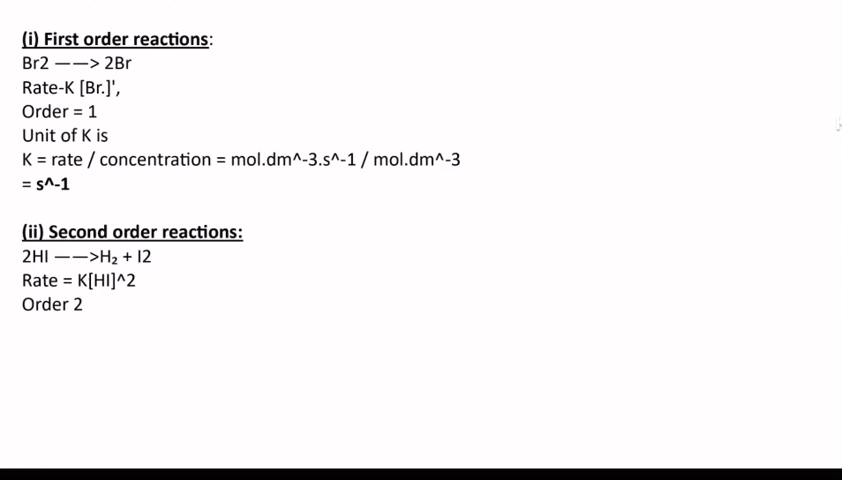 (i) First order reactions:
Br2 ——> 2Br
Rate-K [Br.]',
Order = 1
Unit of K is
K = rate / concentration = mol.dm^-3.s^-1 / mol.dm^-3
= s^-1
(ii) Second order reactions:
2HI ——>H₂ + I2
Rate = K[HI]^2
Order 2